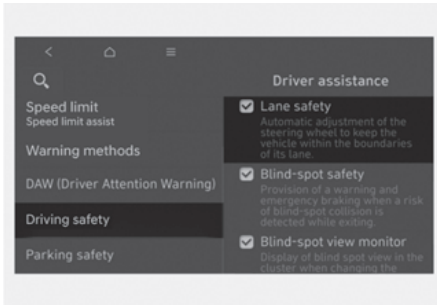 Driver assistance
Speed limit
Speed limit assist
Warning methods
DAW (Driver Attention Warning)
Driving safety
Parking safety
Lane safety
Automatic adjustment of the
steering wheel to keep the
vehicle within the boundaries
of its lane.
Blind-spot safety
Provision of a warning and
emergency braking when a risk
of blind-spot collision is
detected while exiting.
Blind-spot view monitor
Display of blind spot view in the
cluster when changing the